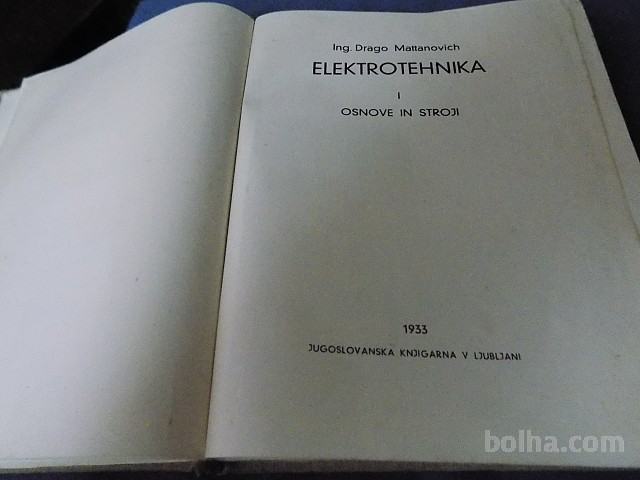 Ing. Drago Mattanovich
ELEKTROTEHNIKA
I
OSNOVE IN STROJI
1933
JUGOSLOVANSKA KNJIGARNA V LJUBLJANI
bolha.com